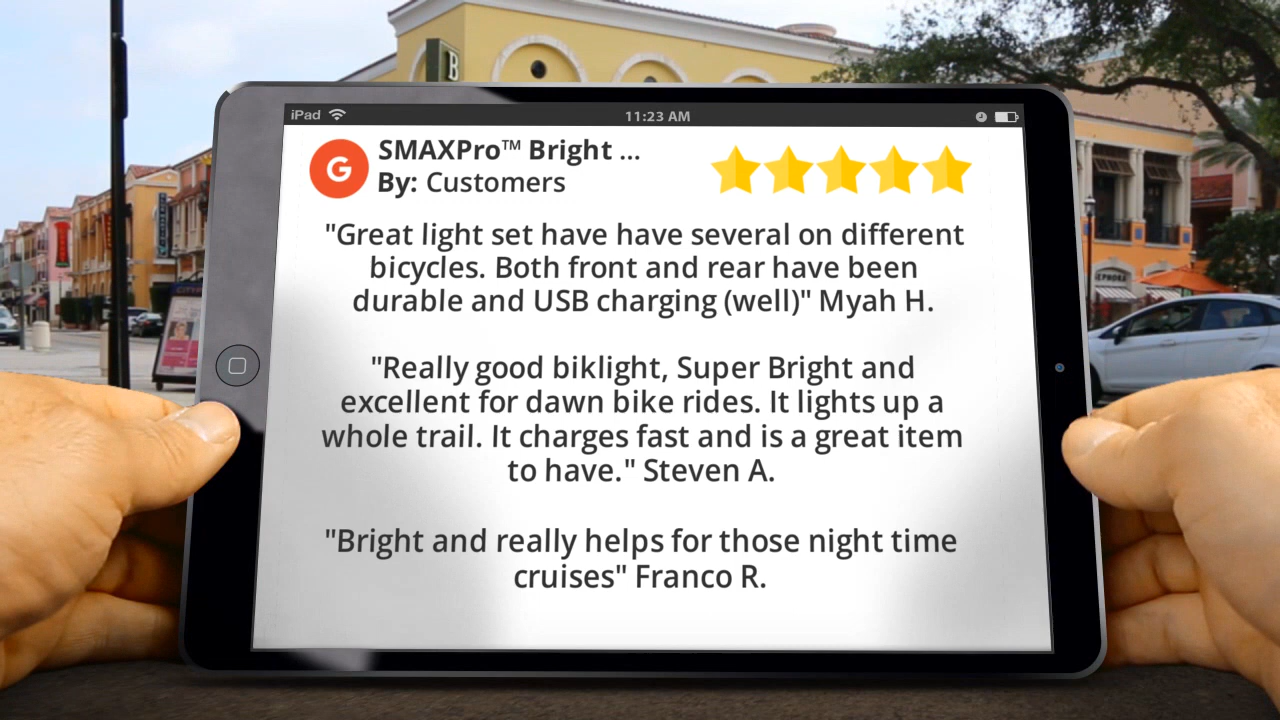 B
iPad
11:23 AM
G
SMAXPro™ Bright ...
By: Customers
"Great light set have have several on different
bicycles. Both front and rear have been
durable and USB charging (well)" Myah H.
"Really good biklight, Super Bright and
excellent for dawn bike rides. It lights up a
whole trail. It charges fast and is a great item
to have." Steven A.
"Bright and really helps for those night time
cruises" Franco R.
SEPHORA